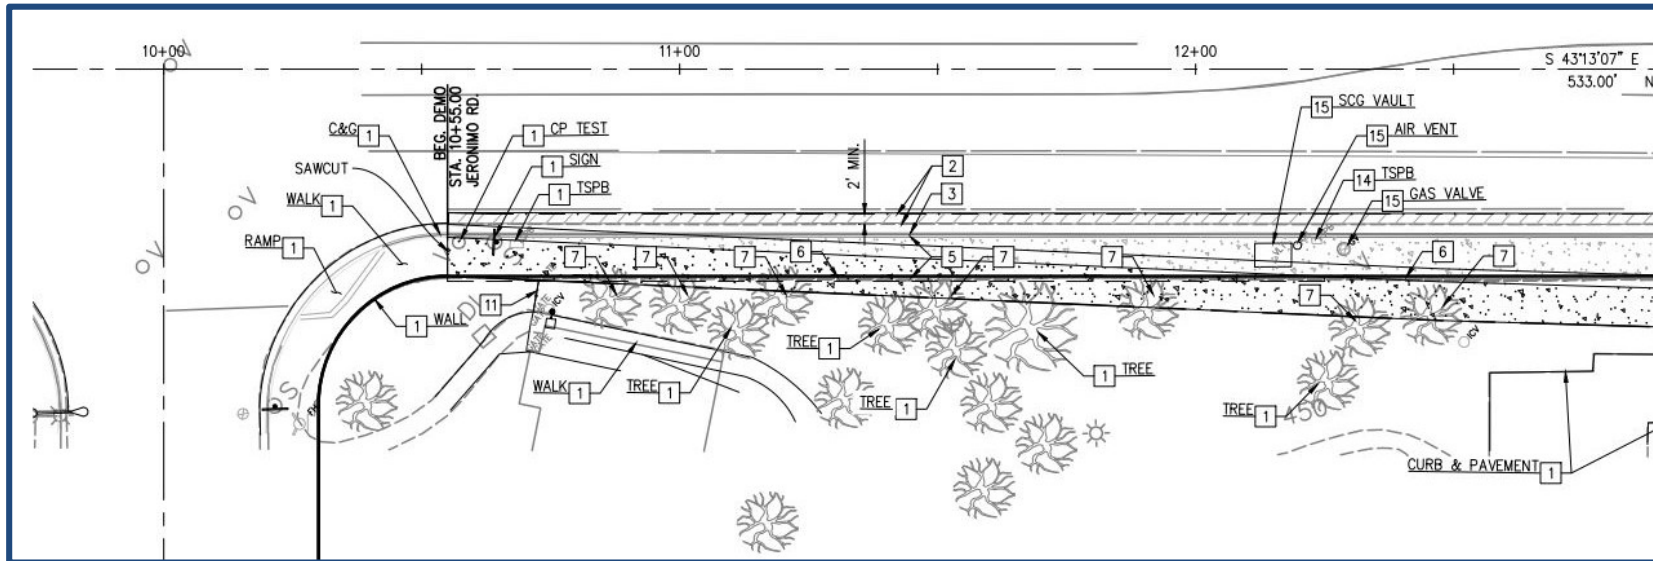 10+00
11+00
12+00
S 43°13'07" E
533.00'
N
BEG. DEMO
STA. 10+55.00
JERONIMO RD.
C&G 1
1 CP TEST
SAWCUT
1 SIGN
WALK 1
1 TSPB
RAMP 1
2' MIN.
2
3
15 SCG VAULT
15 AIR VENT
14 TSPB
15 GAS VALVE
7
7
7
6
5
7
7
6
7
7
11
ICV
1 WALL
WALK 1
TREE 1
TREE 1
TREE 1
1 TREE
TREE 1
450
ICV
CURB & PAVEMENT 1
V
V
V
S